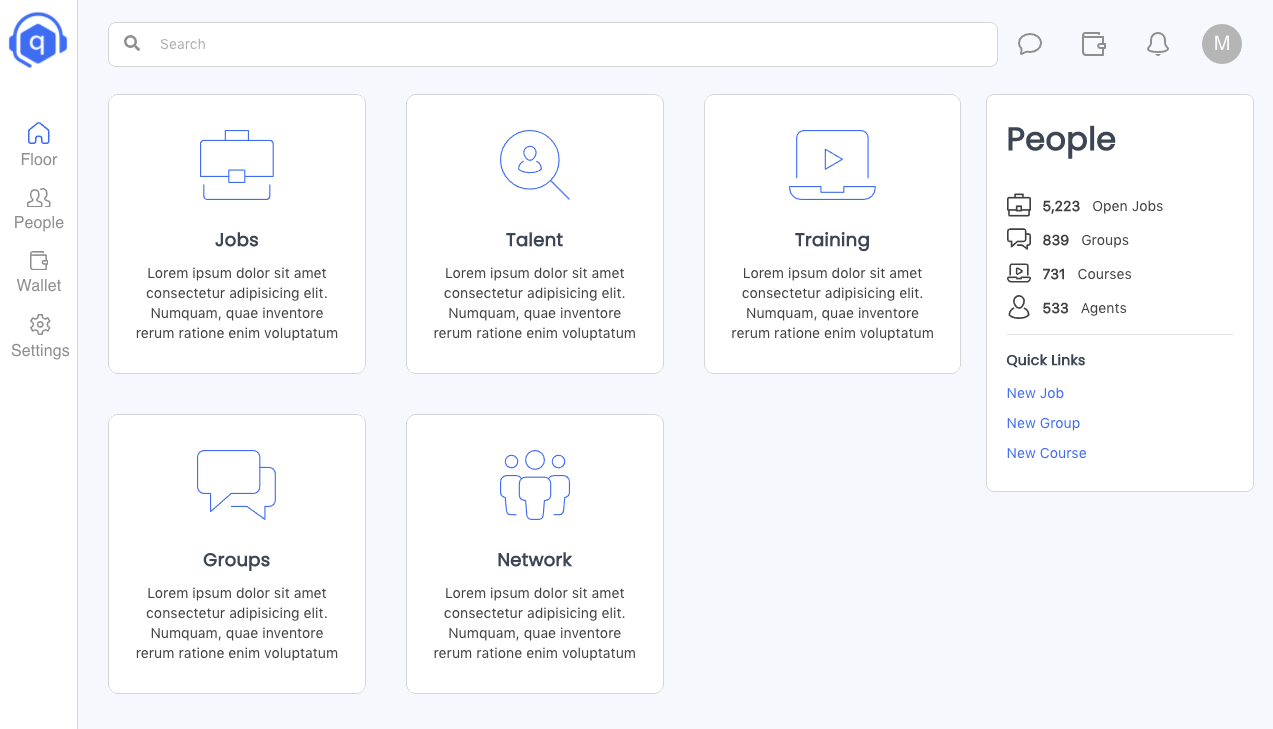 q
Search
M
Floor
People
Wallet
Settings
Jobs
Lorem ipsum dolor sit amet
consectetur adipisicing elit.
Numquam, quae inventore
rerum ratione enim voluptatum
Talent
Lorem ipsum dolor sit amet
consectetur adipisicing elit.
Numquam, quae inventore
rerum ratione enim voluptatum
Training
Lorem ipsum dolor sit amet
consectetur adipisicing elit.
Numquam, quae inventore
rerum ratione enim voluptatum
Groups
Lorem ipsum dolor sit amet
consectetur adipisicing elit.
Numquam, quae inventore
rerum ratione enim voluptatum
Network
Lorem ipsum dolor sit amet
consectetur adipisicing elit.
Numquam, quae inventore
rerum ratione enim voluptatum
People
5,223 Open Jobs
839 Groups
731 Courses
533 Agents
Quick Links
New Job
New Group
New Course